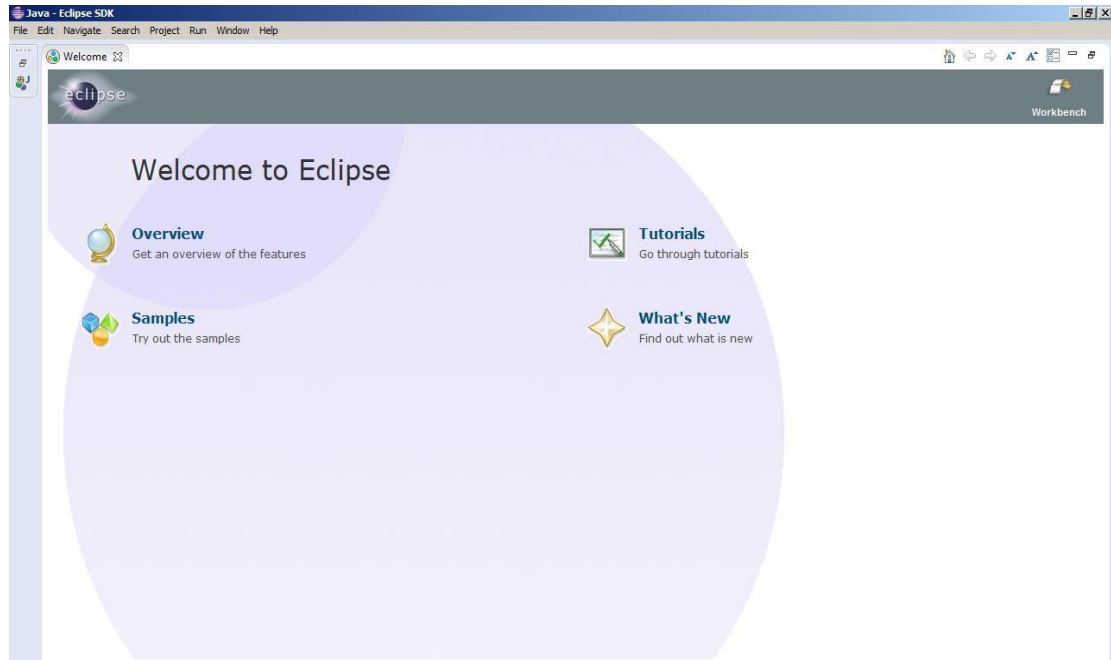 Java - Eclipse SDK
File Edit Navigate Search Project Run Window Help
Welcome
eclipse
Workbench
Welcome to Eclipse
Overview
Get an overview of the features
Tutorials
Go through tutorials
Samples
Try out the samples
What's New
Find out what is new